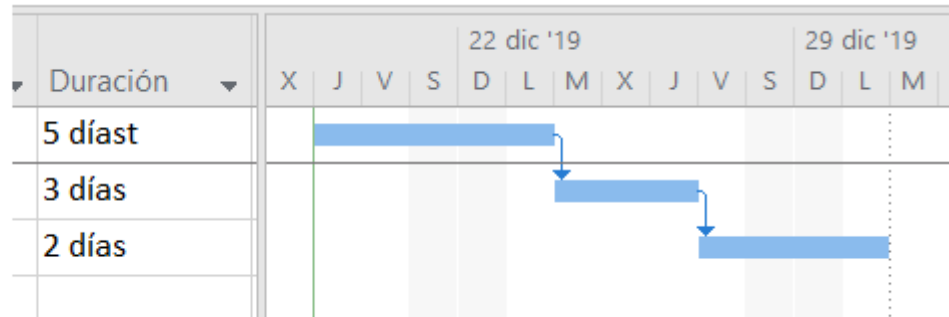 22 dic '19 29 dic '19
Duración X J V S D L M X J V S D L M
5 díast
3 días
2 días